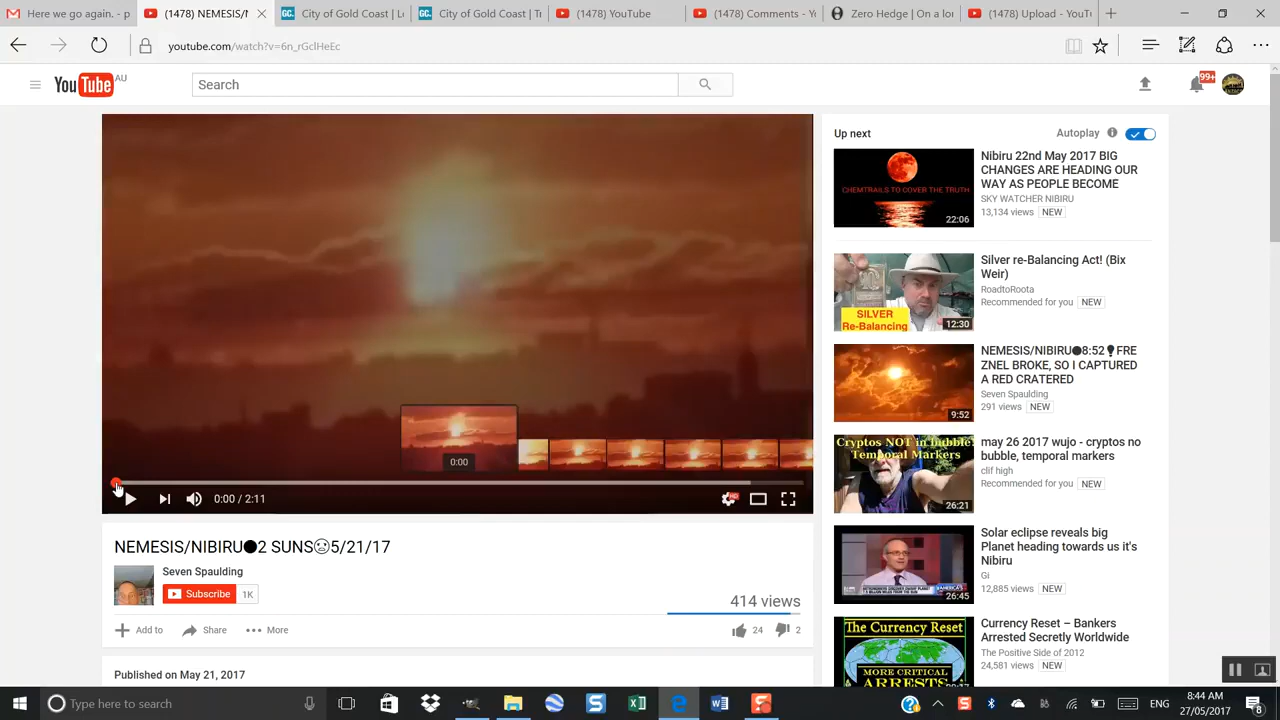 Here we go AGAIN
(1478) NEMESIS/N
City of Gold Coast | Ti
City of Gold Coast | Ti
(1478) YouTube
(1478) Comments - Yo
youtube.com/watch?v=6n_rGcIHeEc
YouTube AU
Search
99+
Up next
Autoplay
CHEMTRAILS TO COVER THE TRUTH
22:06
Nibiru 22nd May 2017 BIG
CHANGES ARE HEADING OUR
WAY AS PEOPLE BECOME
SKY WATCHER NIBIRU
13,134 views NEW
SILVER
Re-Balancing
12:30
Silver re-Balancing Act! (Bix
Weir)
RoadtoRoota
Recommended for you NEW
9:52
NEMESIS/NIBIRU●8:52💡FRE
ZNEL BROKE, SO I CAPTURED
A RED CRATERED
Seven Spaulding
291 views NEW
Cryptos NOT in bubble
Temporal Markers
26:21
may 26 2017 wujo - cryptos no
bubble, temporal markers
clif high
Recommended for you NEW
26:45
Solar eclipse reveals big
Planet heading towards us it's
Nibiru
Gi
12,885 views NEW
The Currency Reset
MORE CRITICAL
ARRESTS
Currency Reset – Bankers
Arrested Secretly Worldwide
The Positive Side of 2012
24,581 views NEW
0:00
0:00 / 2:11
NEMESIS/NIBIRU●2 SUNS😨5/21/17
Seven Spaulding
Subscribe 1K
414 views
Add to
Share
More
24
2
Published on May 21, 2017
Type here to search
ENG
8:44 AM
27/05/2017
8